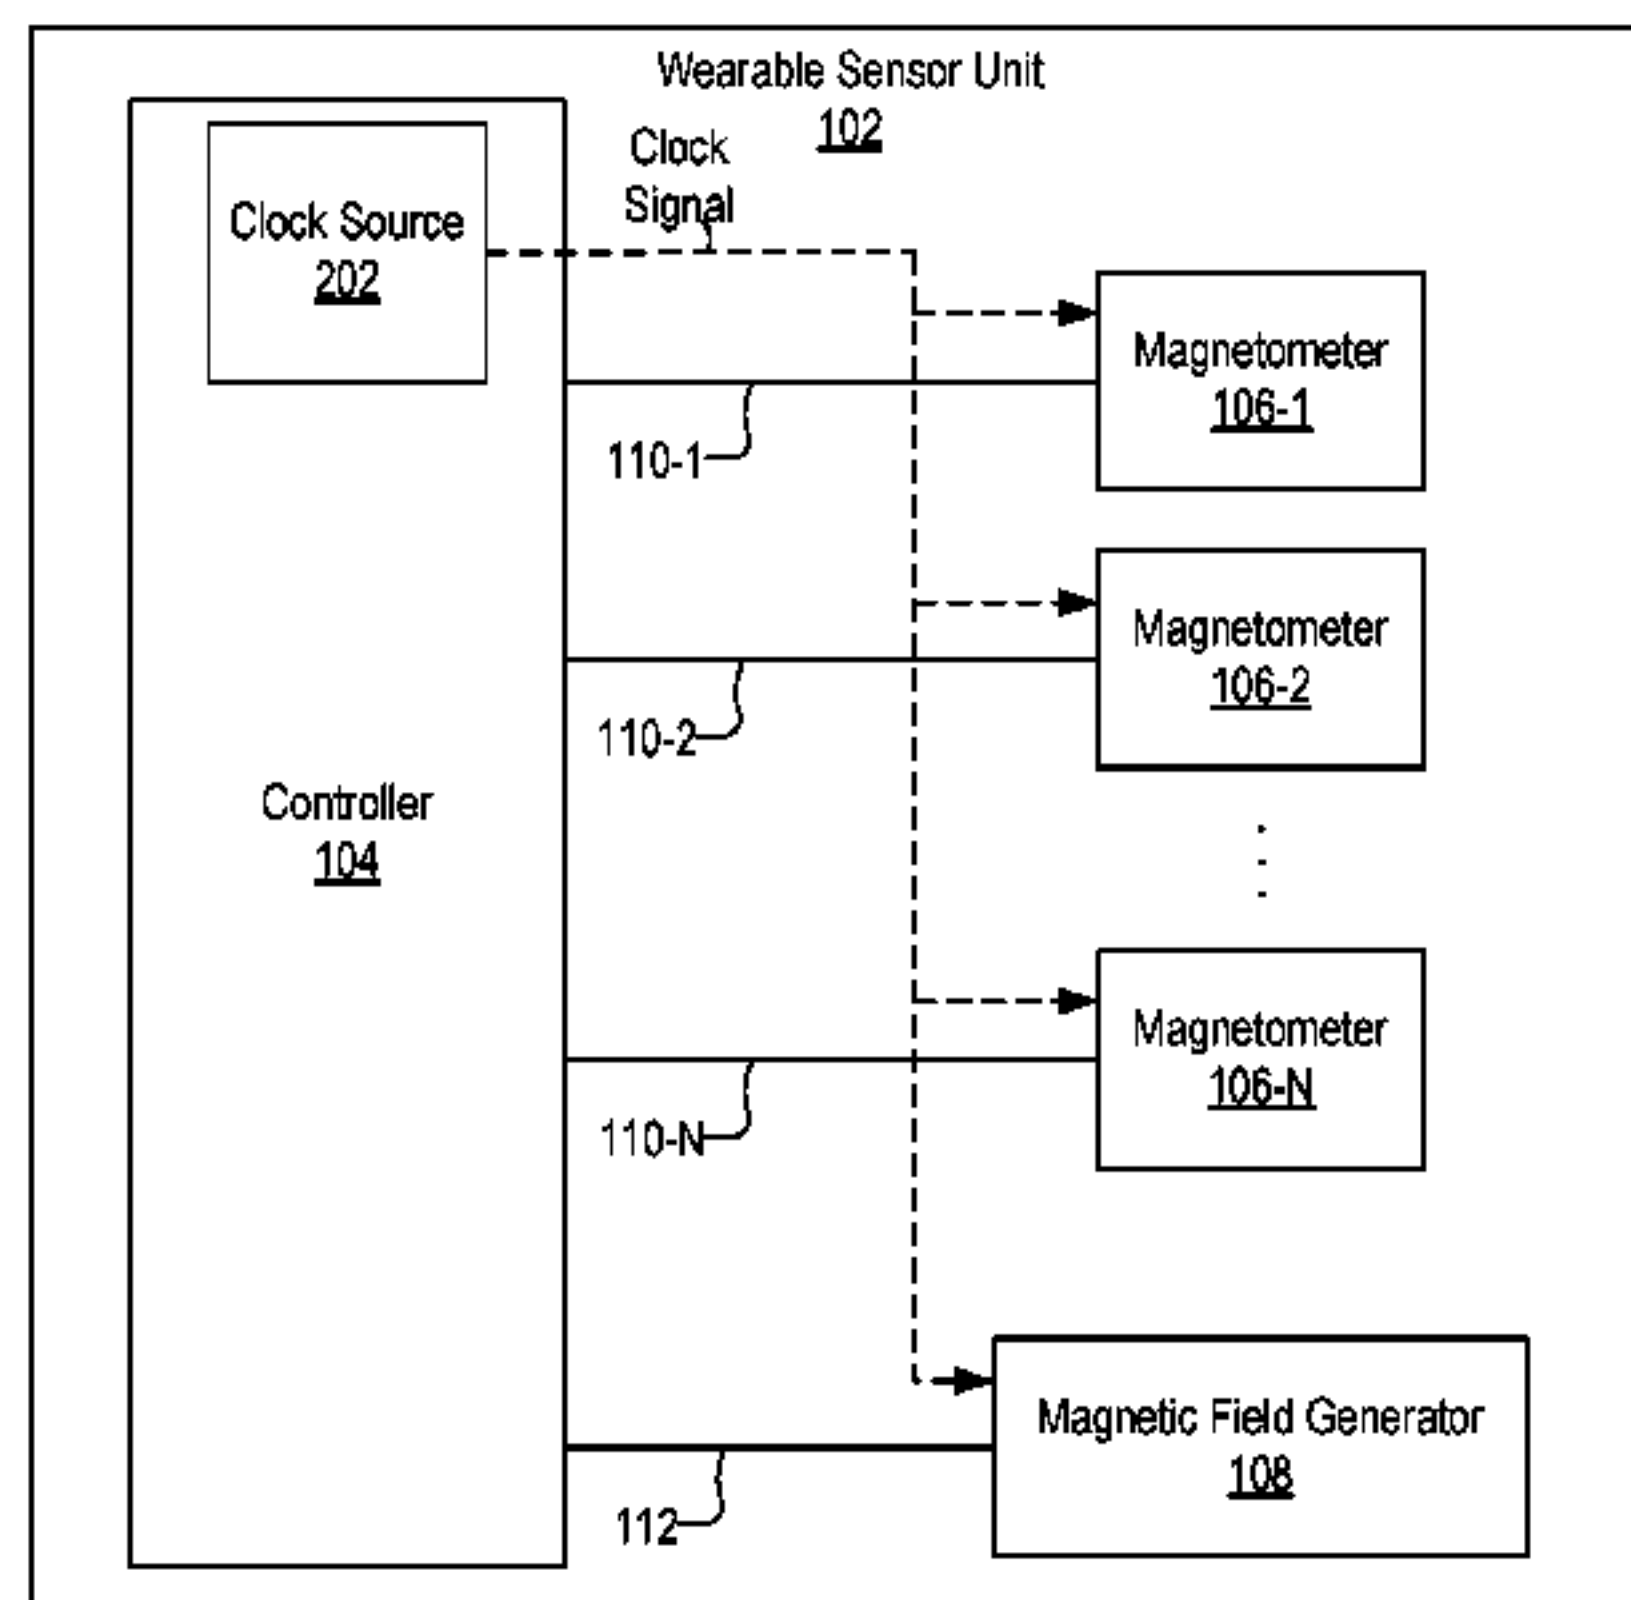 Wearable Sensor Unit
102
Clock
Signal
Clock Source
202
Magnetometer
106-1
110-1
Magnetometer
106-2
110-2
Controller
104
Magnetometer
106-N
110-N
Magnetic Field Generator
108
112